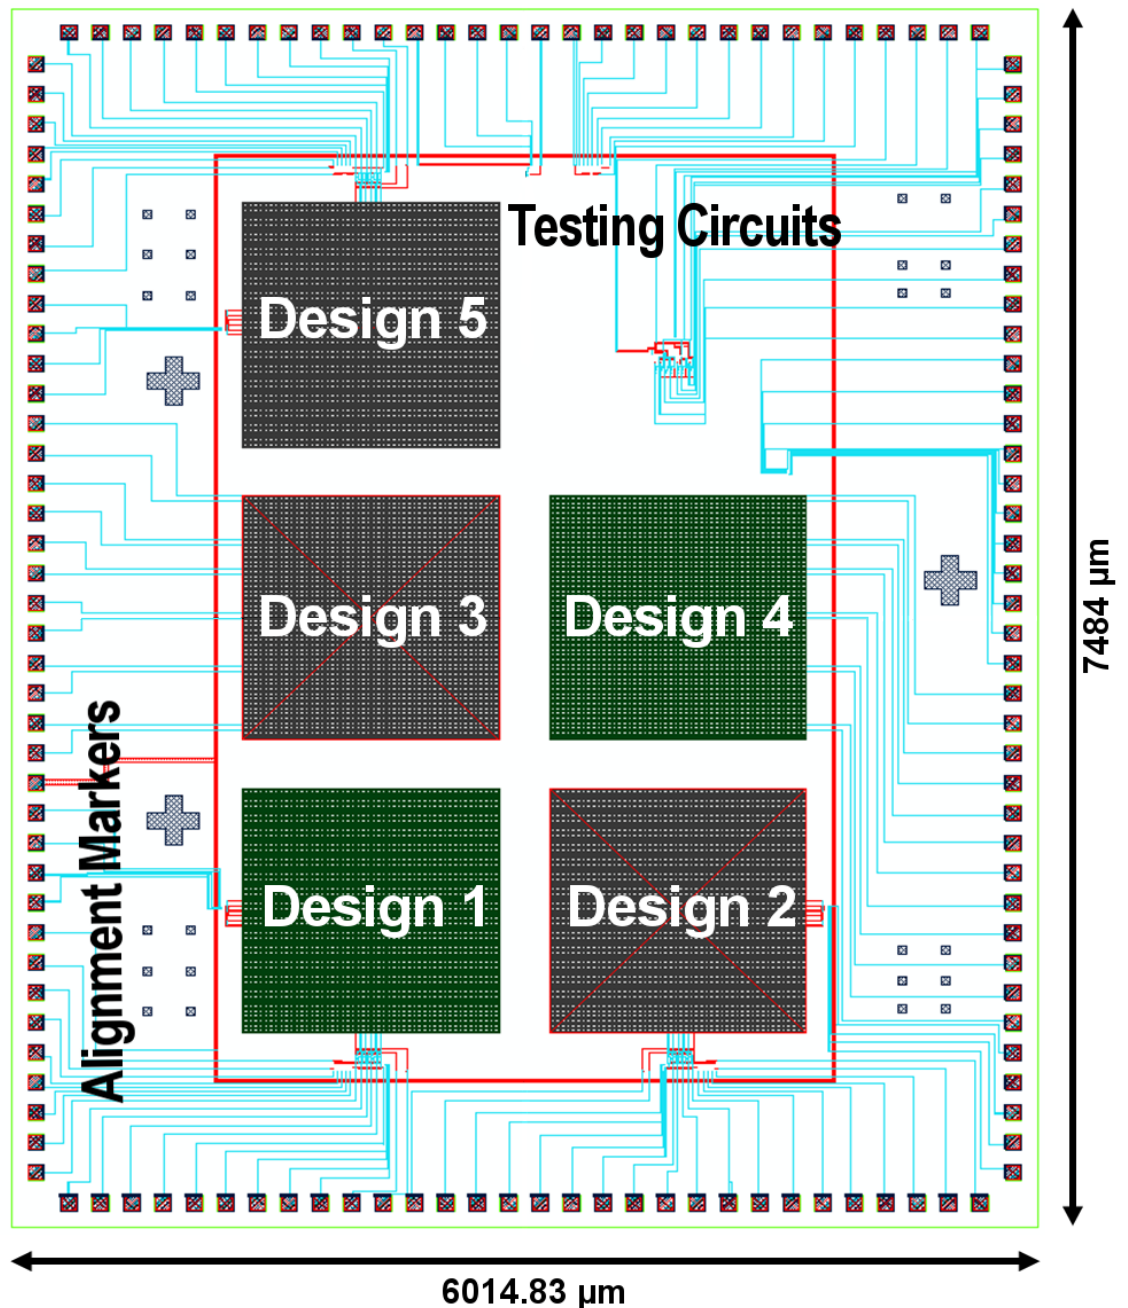 Testing Circuits
Design 5
Design 3
Design 4
7484 µm
Alignment Markers
Design 1
Design 2
6014.83 µm